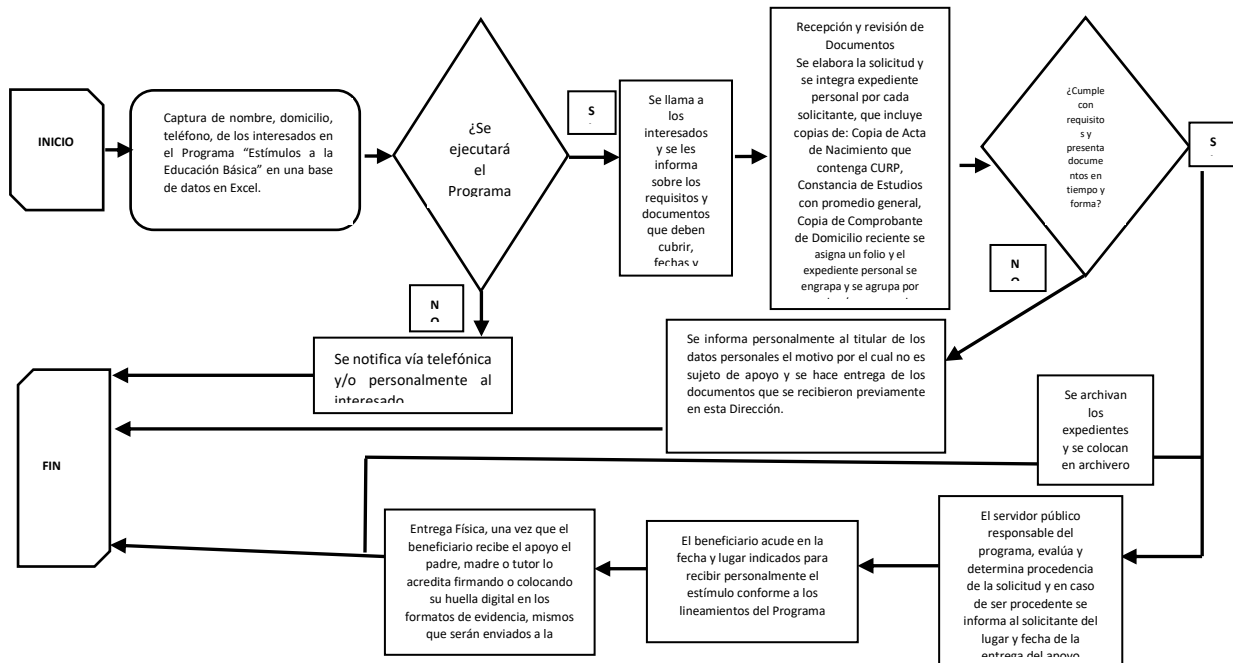 INICIO
Captura de nombre, domicilio,
teléfono, de los interesados en
el Programa “Estímulos a la
Educación Básica” en una base
de datos en Excel.
¿Se
ejecutará
el
Programa
S
Se llama a
los
interesados
y se les
informa
sobre los
requisitos y
documentos
que deben
cubrir,
fechas y
Recepción y revisión de
Documentos
Se elabora la solicitud y
se integra expediente
personal por cada
solicitante, que incluye
copias de: Copia de Acta
de Nacimiento que
contenga CURP,
Constancia de Estudios
con promedio general,
Copia de Comprobante
de Domicilio reciente se
asigna un folio y el
expediente personal se
engrapa y se agrupa por
¿Cumple
con
requisito
s y
presenta
docume
ntos en
tiempo y
forma?
S
N
O
N
O
Se notifica vía telefónica
y/o personalmente al
interesado
Se informa personalmente al titular de los
datos personales el motivo por el cual no es
sujeto de apoyo y se hace entrega de los
documentos que se recibieron previamente
en esta Dirección.
Se archivan
los
expedientes
y se colocan
en archivero
FIN
Entrega Física, una vez que el
beneficiario recibe el apoyo el
padre, madre o tutor lo
acredita firmando o colocando
su huella digital en los
formatos de evidencia, mismos
que serán enviados a la
El beneficiario acude en la
fecha y lugar indicados para
recibir personalmente el
estímulo conforme a los
lineamientos del Programa
El servidor público
responsable del
programa, evalúa y
determina procedencia
de la solicitud y en caso
de ser procedente se
informa al solicitante del
lugar y fecha de la
entrega del apoyo